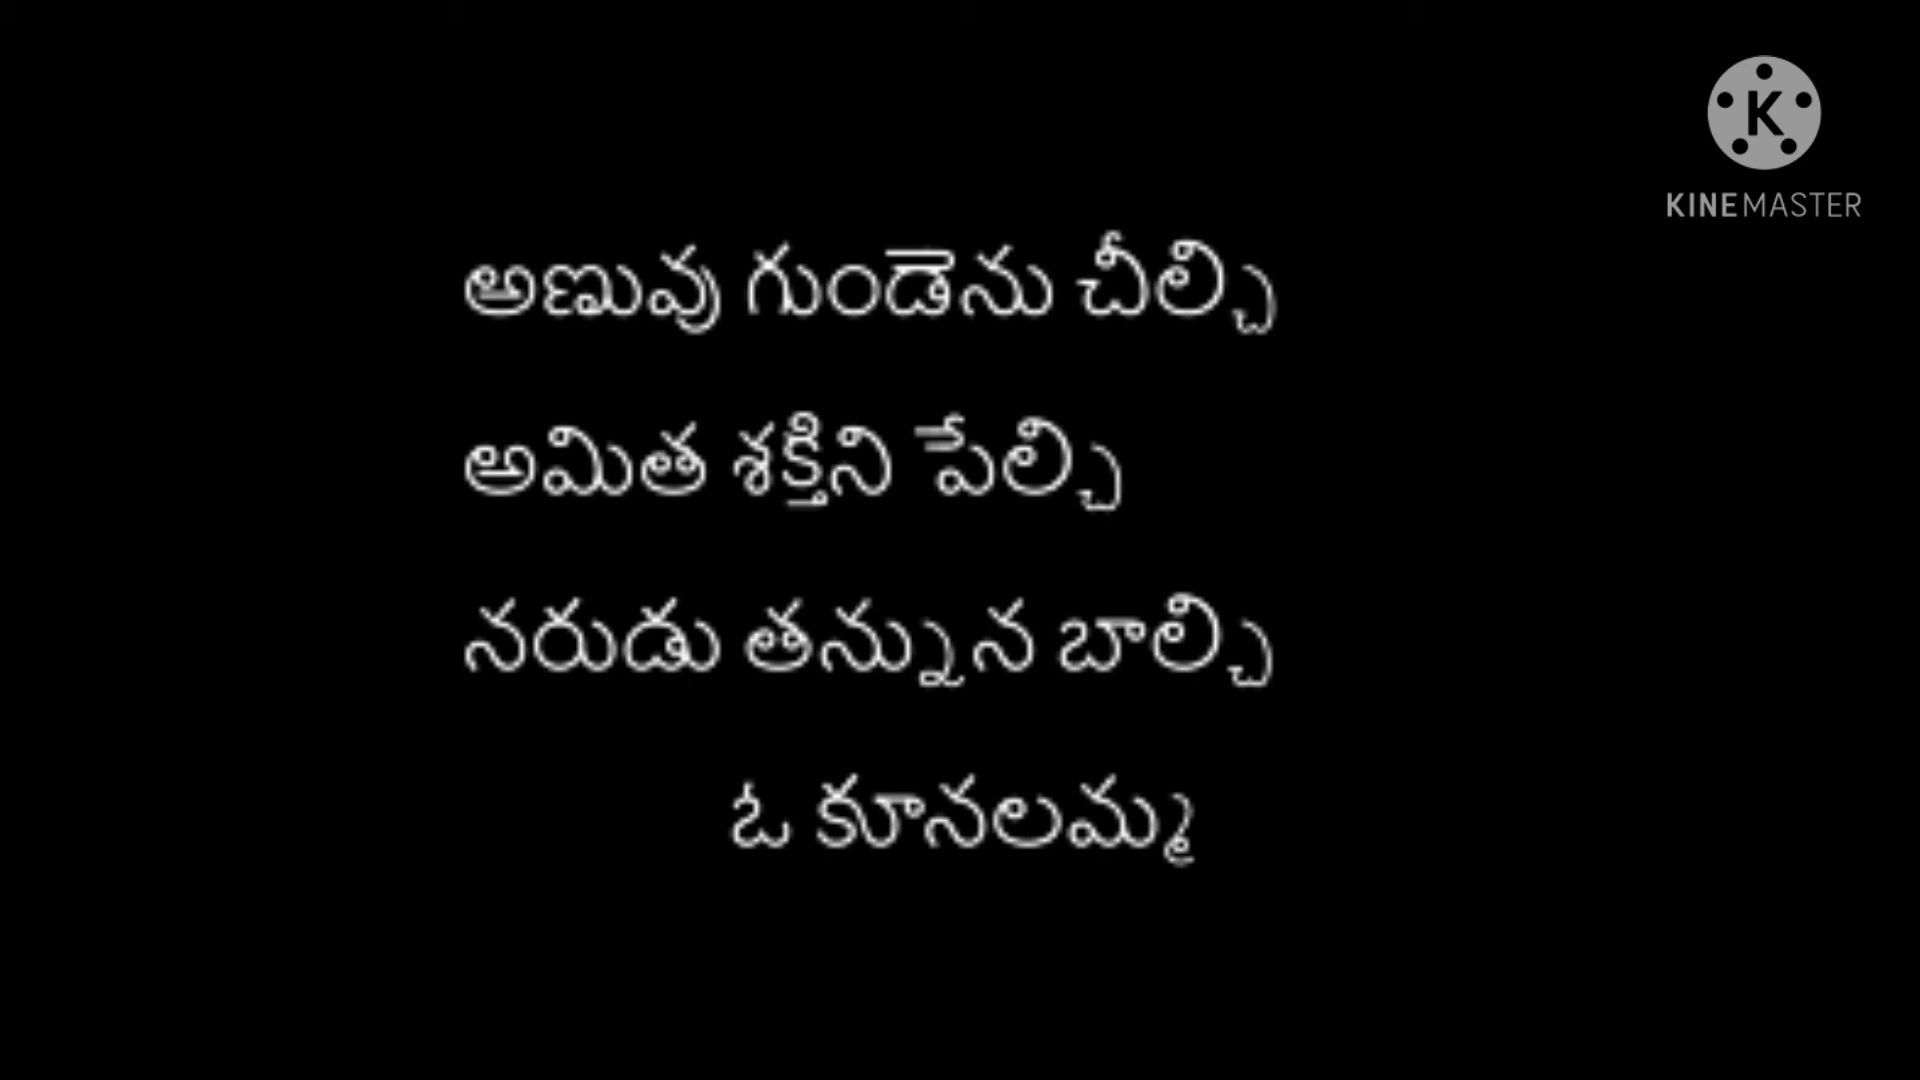 KINEMASTER
అణువు గుండెను చీల్చి
అమిత శక్తిని పేల్చి
నరుడు తన్నున బాల్చి
ఓ కూనలమ్మ